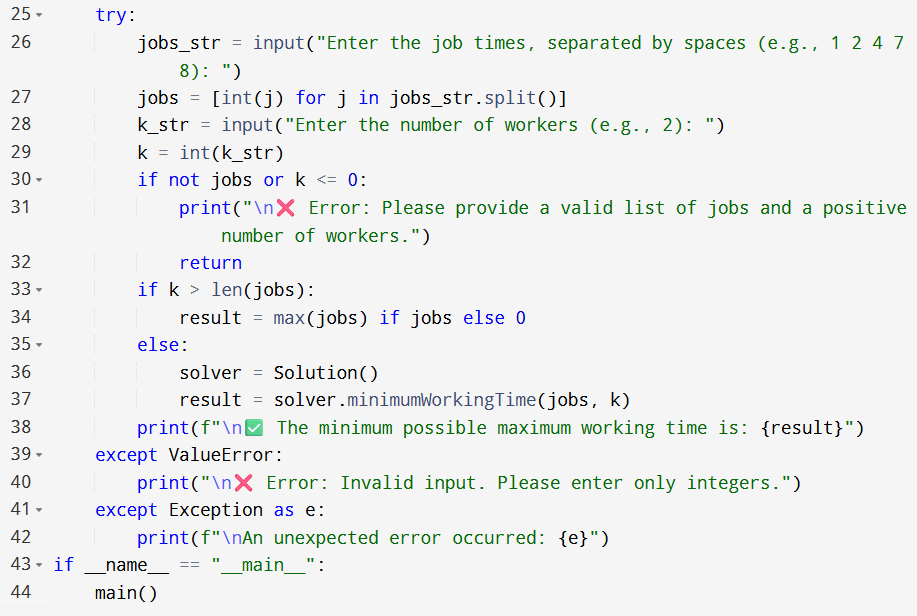 25 try:
26 jobs_str = input("Enter the job times, separated by spaces (e.g., 1 2 4 7
8): ")
27 jobs = [int(j) for j in jobs_str.split()]
28 k_str = input("Enter the number of workers (e.g., 2): ")
29 k = int(k_str)
30 if not jobs or k <= 0:
31 print("\n❌ Error: Please provide a valid list of jobs and a positive
number of workers.")
32 return
33 if k > len(jobs):
34 result = max(jobs) if jobs else 0
35 else:
36 solver = Solution()
37 result = solver.minimumWorkingTime(jobs, k)
38 print(f"\n✅ The minimum possible maximum working time is: {result}")
39 except ValueError:
40 print("\n❌ Error: Invalid input. Please enter only integers.")
41 except Exception as e:
42 print(f"\nAn unexpected error occurred: {e}")
43 if __name__ == "__main__":
44 main()